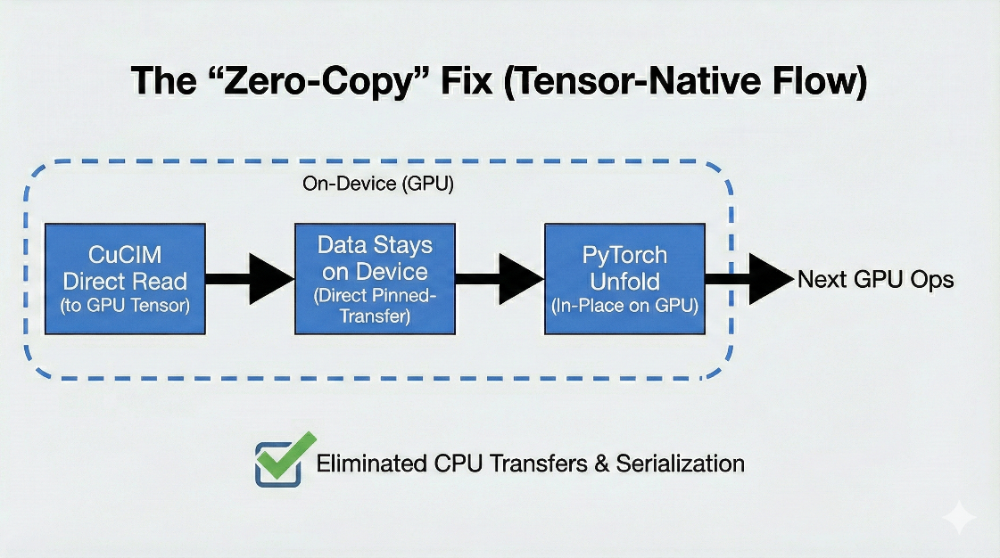 The “Zero-Copy” Fix (Tensor-Native Flow)
On-Device (GPU)
CuCIM
Direct Read
(to GPU Tensor)
Data Stays
on Device
(Direct Pinned-
Transfer)
PyTorch
Unfold
(In-Place on GPU)
Next GPU Ops
Eliminated CPU Transfers & Serialization